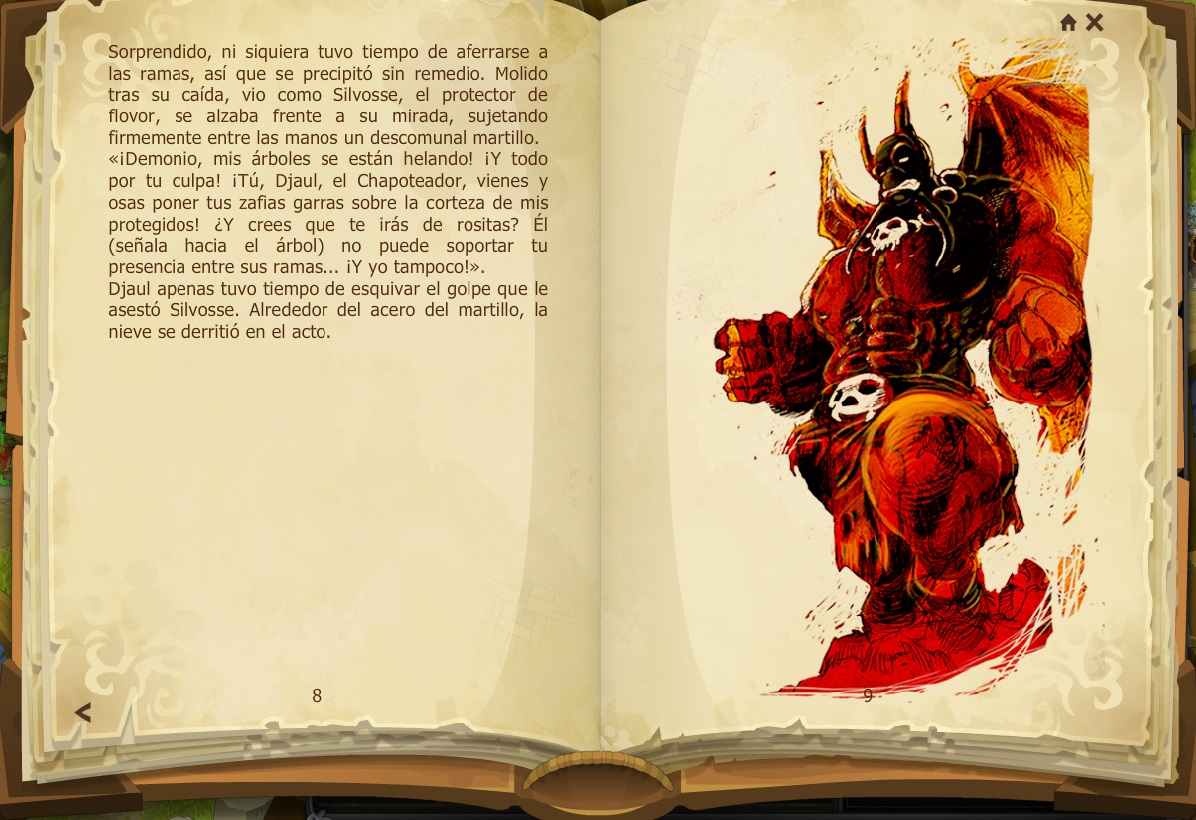 Sorprendido, ni siquiera tuvo tiempo de aferrarse a
las ramas, así que se precipitó sin remedio. Molido
tras su caída, vio como Silvosse, el protector de
flovor, se alzaba frente a su mirada, sujetando
firmemente entre las manos un descomunal martillo.
«¡Demonio, mis árboles se están helando! ¡Y todo
por tu culpa! ¡Tú, Djaul, el Chapoteador, vienes y
osas poner tus zafias garras sobre la corteza de mis
protegidos! ¿Y crees que te irás de rositas? Él
(señala hacia el árbol) no puede soportar tu
presencia entre sus ramas... ¡Y yo tampoco!».
Djaul apenas tuvo tiempo de esquivar el golpe que le
asestó Silvosse. Alrededor del acero del martillo, la
nieve se derritió en el acto.
8
9